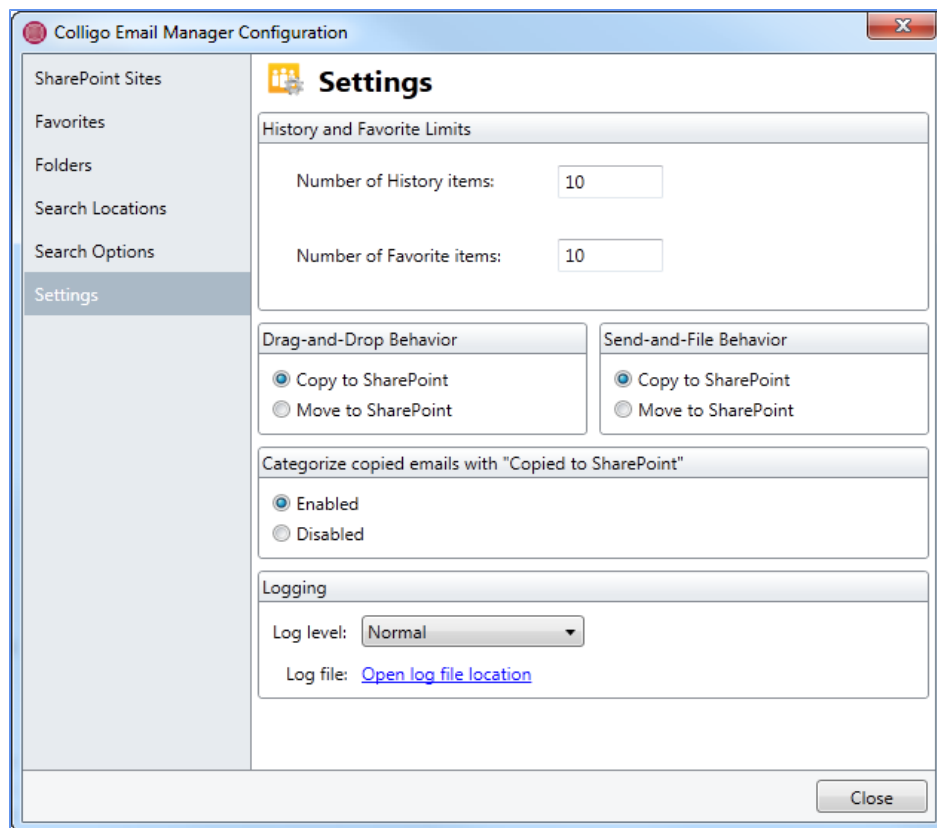 Colligo Email Manager Configuration
SharePoint Sites
Favorites
Folders
Search Locations
Search Options
Settings
Settings
History and Favorite Limits
Number of History items: 10
Number of Favorite items: 10
Drag-and-Drop Behavior
Copy to SharePoint
Move to SharePoint
Send-and-File Behavior
Copy to SharePoint
Move to SharePoint
Categorize copied emails with "Copied to SharePoint"
Enabled
Disabled
Logging
Log level: Normal
Log file: Open log file location
Close